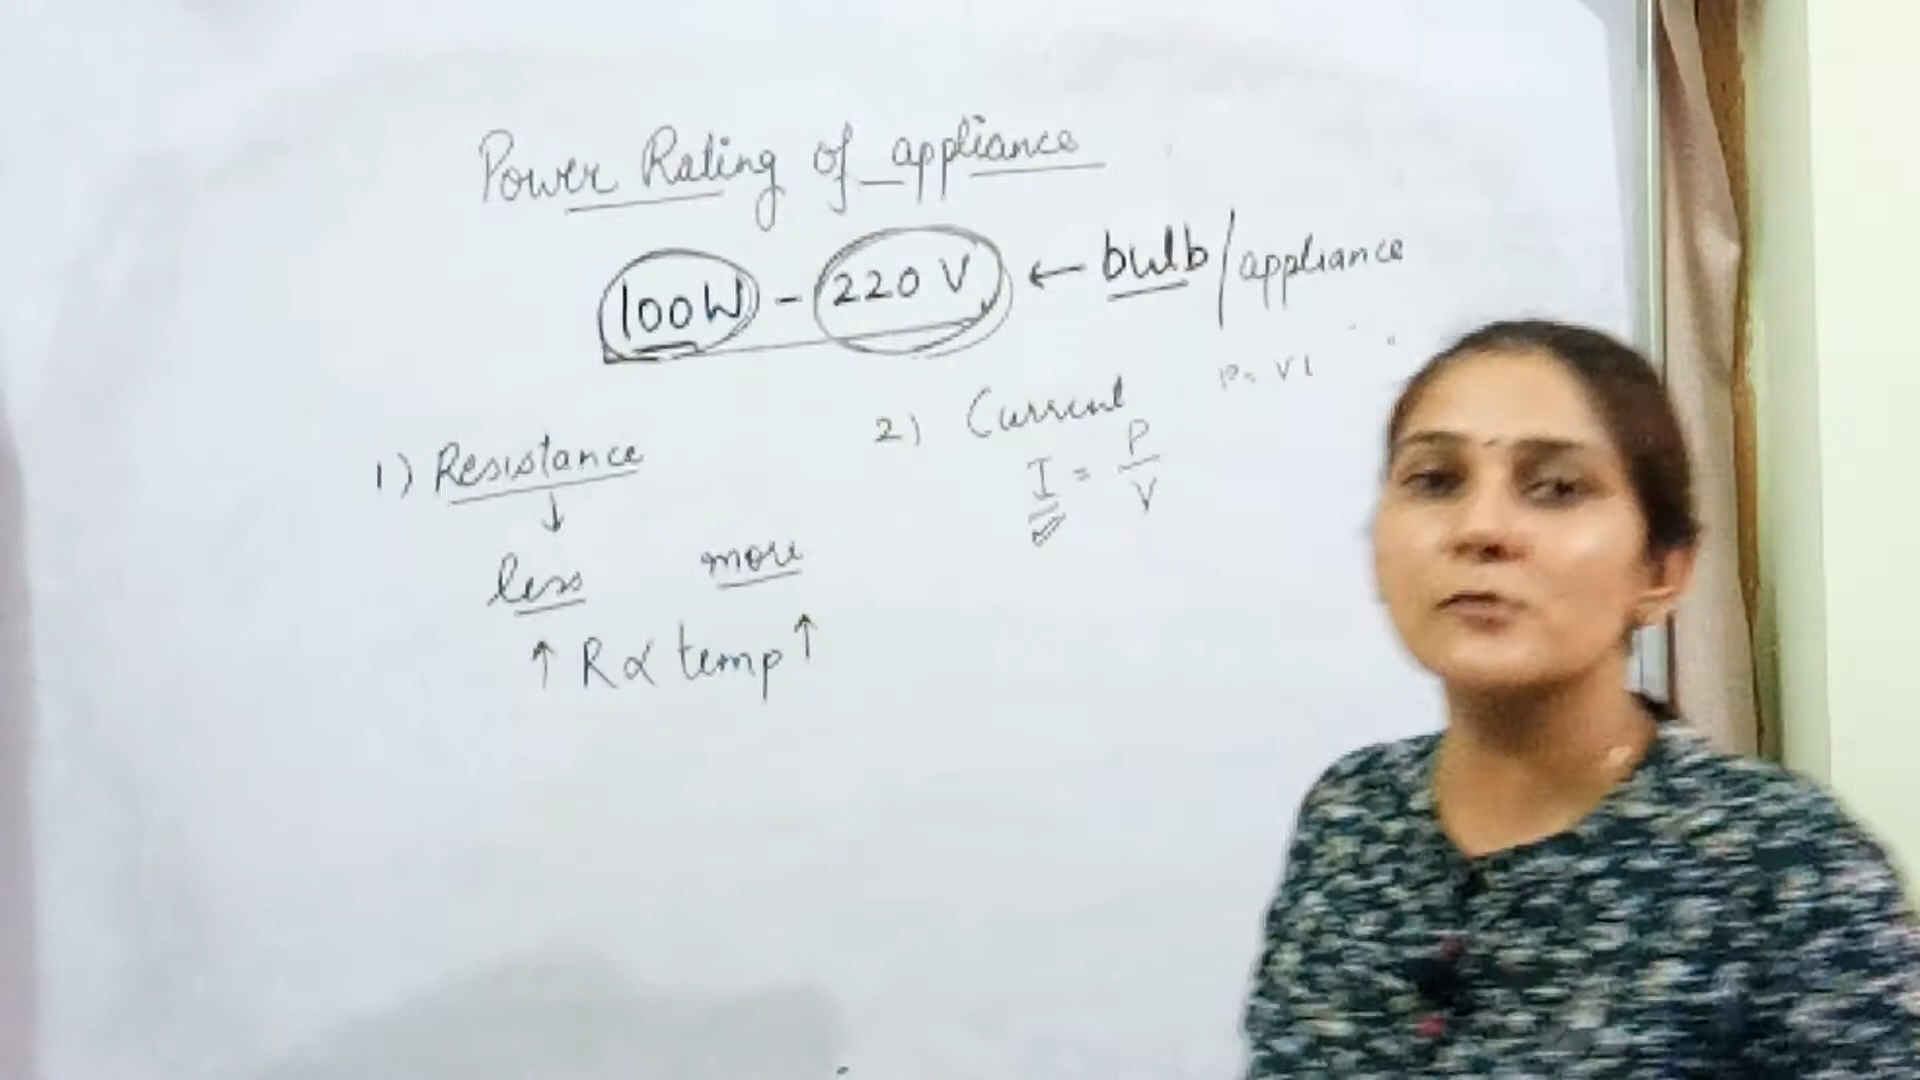 Power Rating of appliance
100W - 220 V ← bulb / appliance
1) Resistance
↓
less more
↑ R ∝ temp ↑
2) Current P = VI
I = P/V